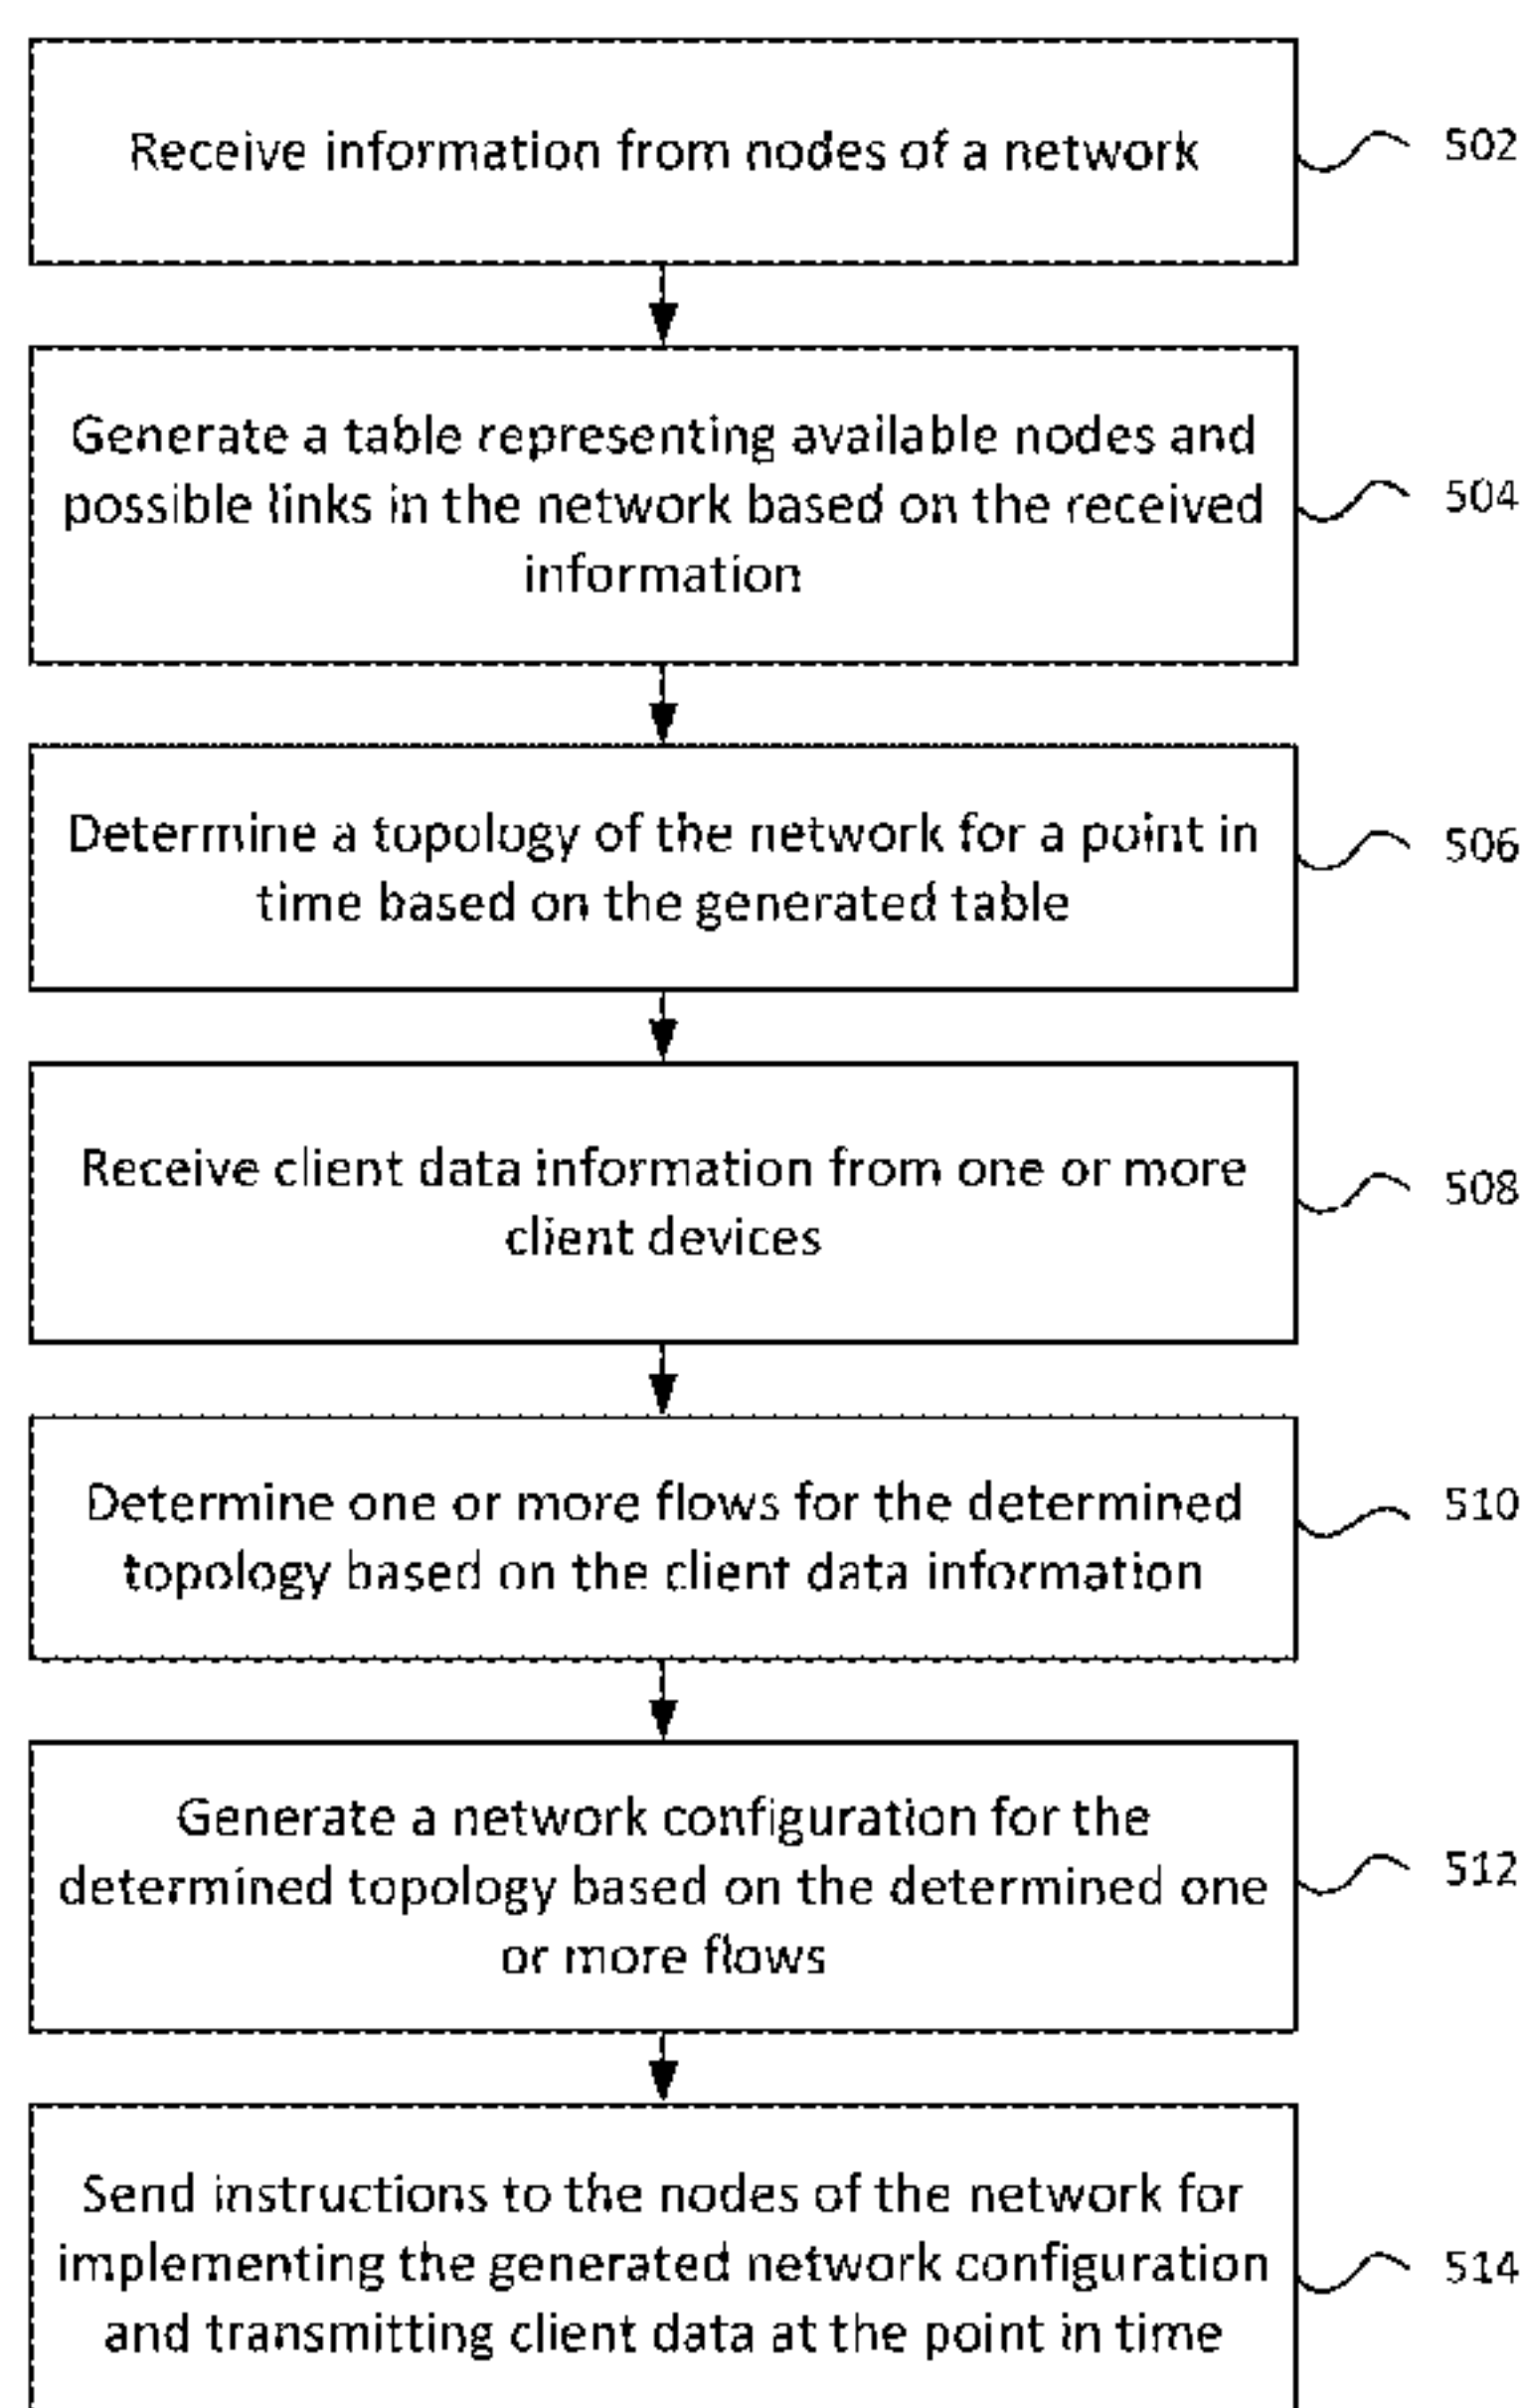 Receive information from nodes of a network
502
Generate a table representing available nodes and
possible links in the network based on the received
information
504
Determine a topology of the network for a point in
time based on the generated table
506
Receive client data information from one or more
client devices
508
Determine one or more flows for the determined
topology based on the client data information
510
Generate a network configuration for the
determined topology based on the determined one
or more flows
512
Send instructions to the nodes of the network for
implementing the generated network configuration
and transmitting client data at the point in time
514